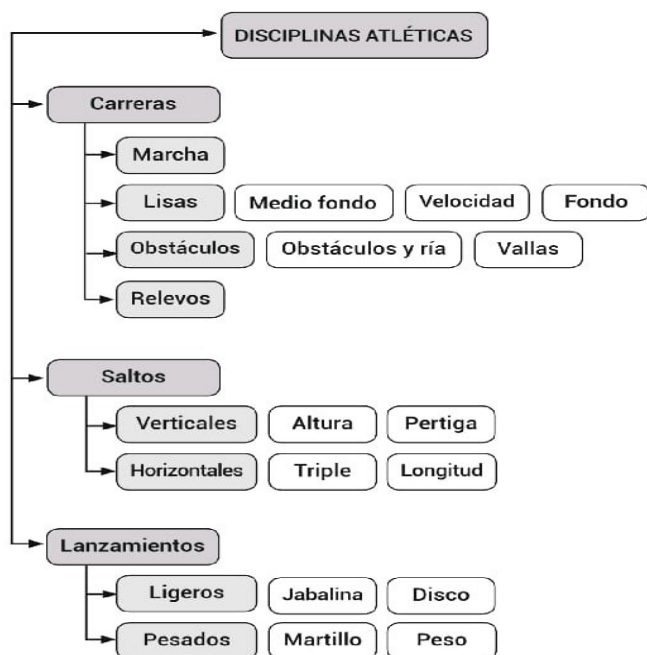 DISCIPLINAS ATLÉTICAS
Carreras
Marcha
Lisas Medio fondo Velocidad Fondo
Obstáculos Obstáculos y ría Vallas
Relevos
Saltos
Verticales Altura Pertiga
Horizontales Triple Longitud
Lanzamientos
Ligeros Jabalina Disco
Pesados Martillo Peso